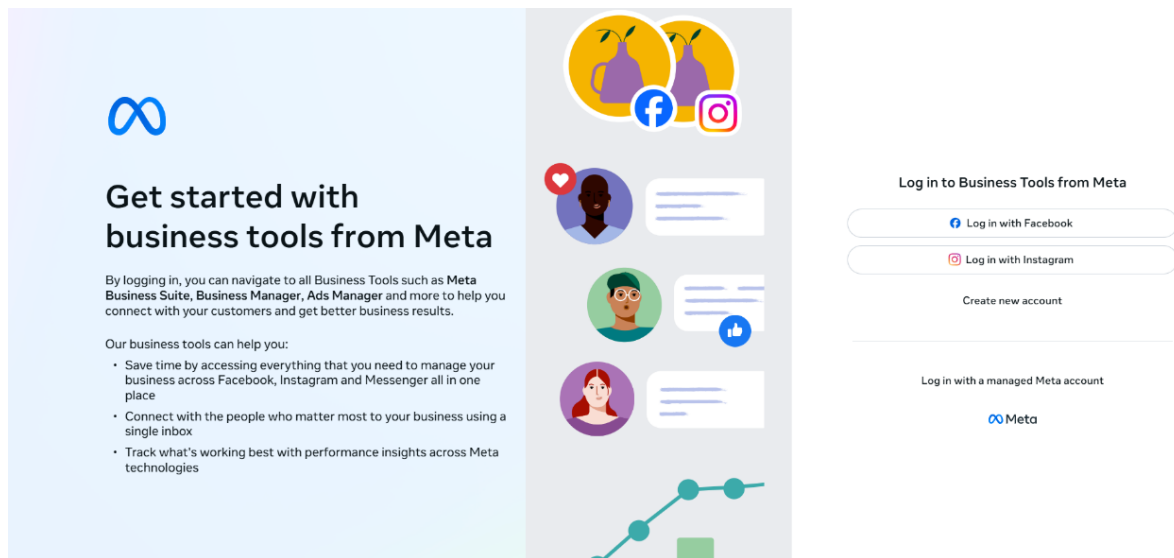 Get started with
business tools from Meta
By logging in, you can navigate to all Business Tools such as Meta
Business Suite, Business Manager, Ads Manager and more to help you
connect with your customers and get better business results.
Our business tools can help you:
• Save time by accessing everything that you need to manage your
business across Facebook, Instagram and Messenger all in one
place
• Connect with the people who matter most to your business using a
single inbox
• Track what's working best with performance insights across Meta
technologies
Log in to Business Tools from Meta
Log in with Facebook
Log in with Instagram
Create new account
Log in with a managed Meta account
Meta